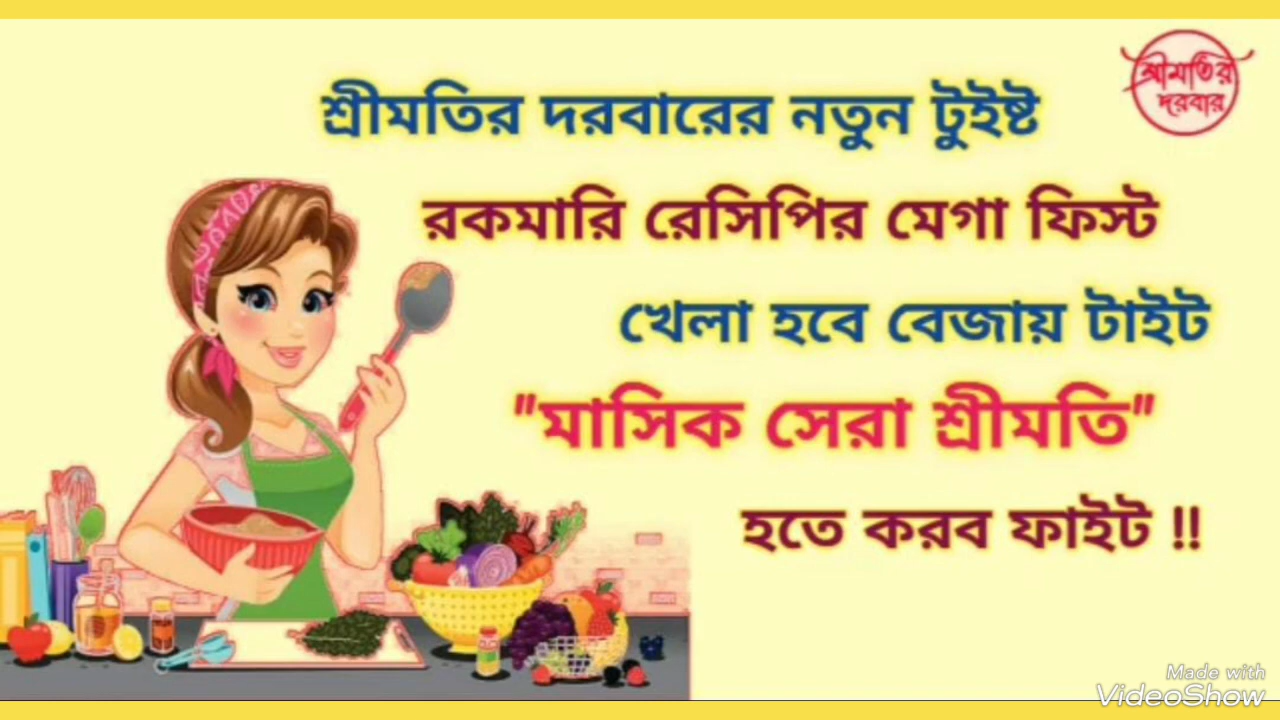 শ্রীমতির
দরবার
শ্রীমতির দরবারের নতুন টুইষ্ট
রকমারি রেসিপির মেগা ফিস্ট
খেলা হবে বেজায় টাইট
"মাসিক সেরা শ্রীমতি"
হতে করব ফাইট !!
Made with
VideoShow